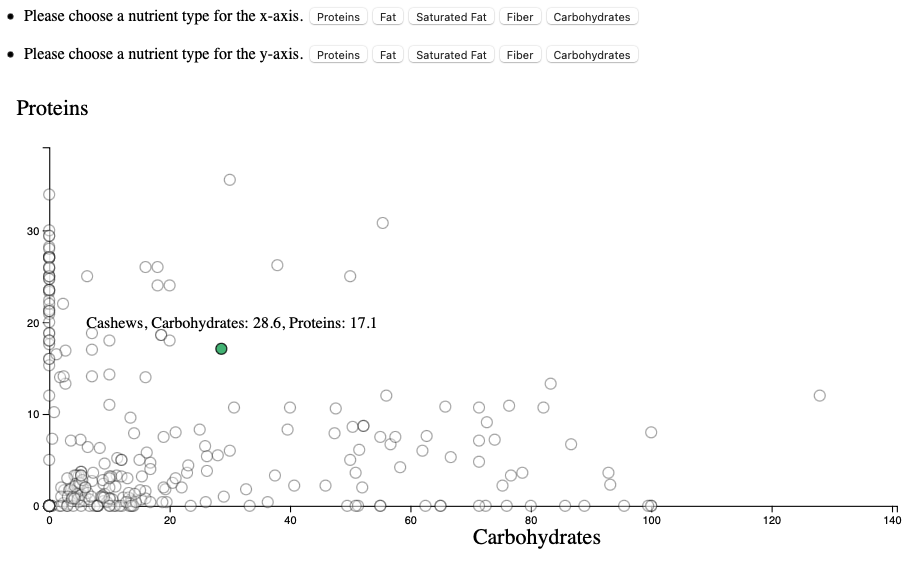 Please choose a nutrient type for the x-axis. Proteins Fat Saturated Fat Fiber Carbohydrates
Please choose a nutrient type for the y-axis. Proteins Fat Saturated Fat Fiber Carbohydrates
Proteins
30
20
Cashews, Carbohydrates: 28.6, Proteins: 17.1
10
0
0 20 40 60 80 100 120 140
Carbohydrates